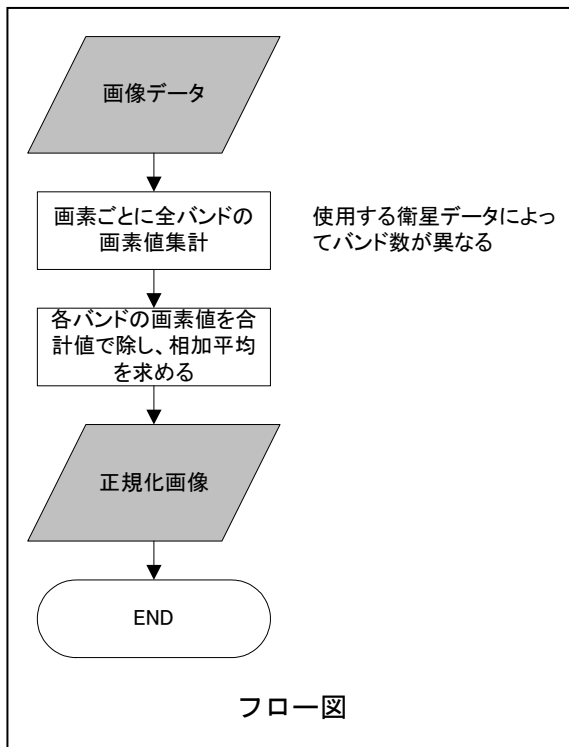 画像データ
画素ごとに全バンドの
画素値集計
使用する衛星データによっ
てバンド数が異なる
各バンドの画素値を合
計値で除し、相加平均
を求める
正規化画像
END
フロー図